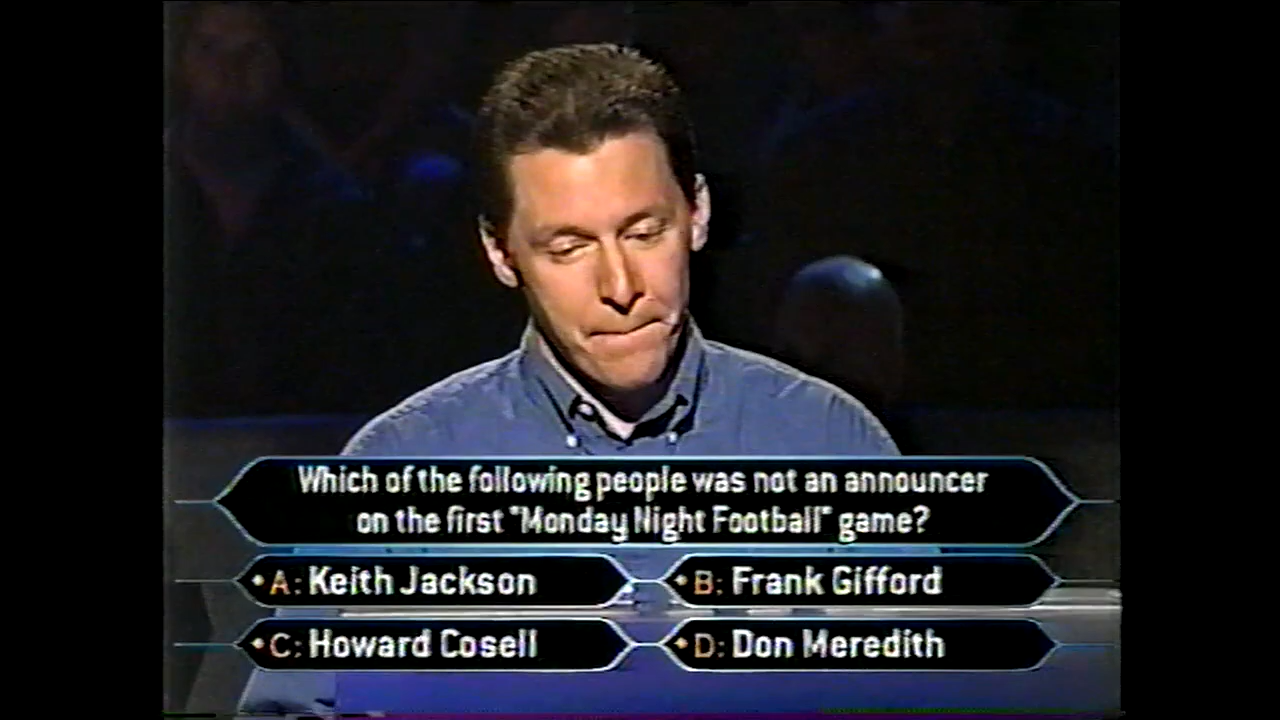 Which of the following people was not an announcer
on the first "Monday Night Football" game?
A: Keith Jackson
B: Frank Gifford
C: Howard Cosell
D: Don Meredith